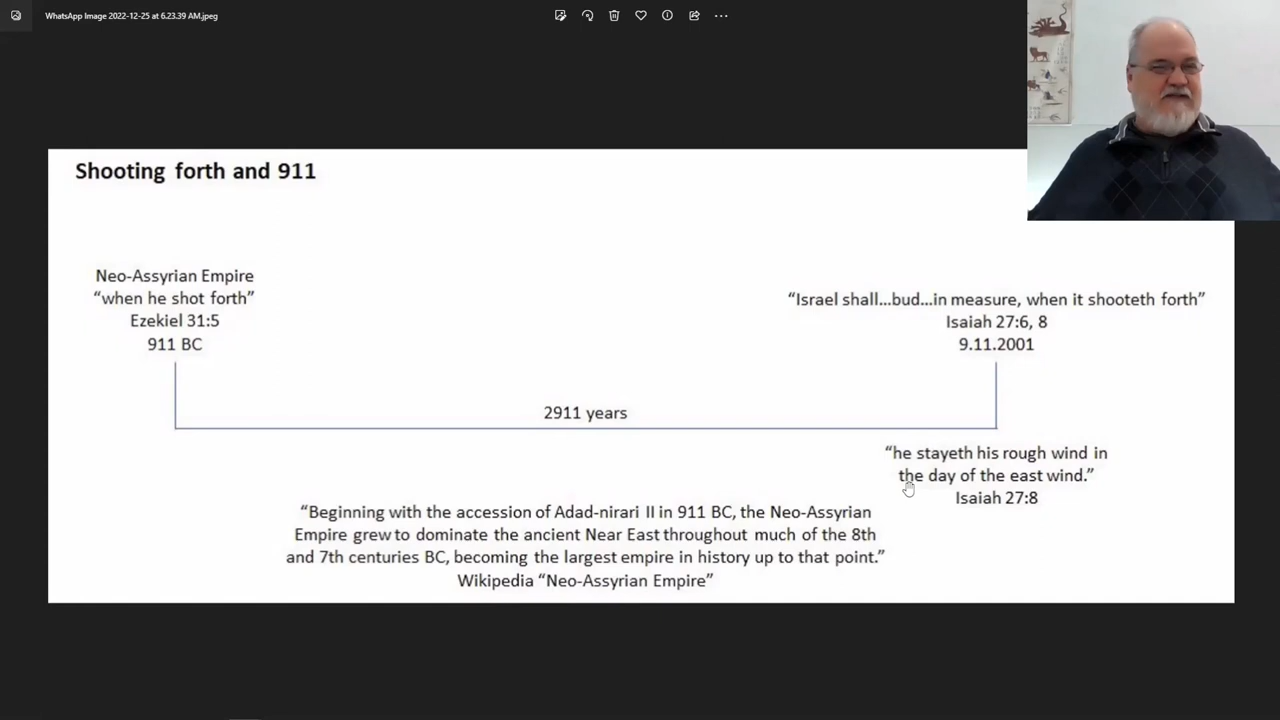 WhatsApp Image 2022-12-25 at 6.23.39 AM.jpeg
Shooting forth and 911
Neo-Assyrian Empire
“when he shot forth”
Ezekiel 31:5
911 BC
“Israel shall...bud...in measure, when it shooteth forth”
Isaiah 27:6, 8
9.11.2001
2911 years
“he stayeth his rough wind in
the day of the east wind.”
Isaiah 27:8
“Beginning with the accession of Adad-nirari II in 911 BC, the Neo-Assyrian
Empire grew to dominate the ancient Near East throughout much of the 8th
and 7th centuries BC, becoming the largest empire in history up to that point.”
Wikipedia “Neo-Assyrian Empire”